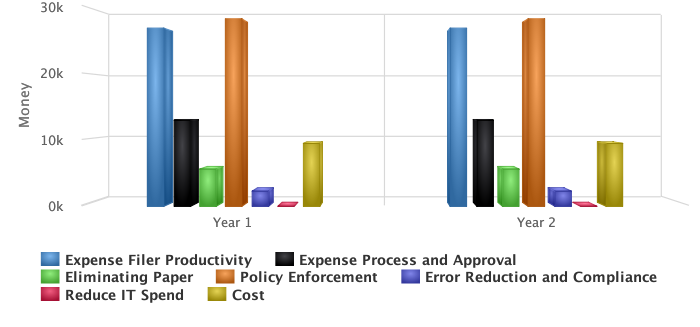 30k
20k
10k
0k
Money
Year 1 Year 2
Expense Filer Productivity Expense Process and Approval
Eliminating Paper Policy Enforcement Error Reduction and Compliance
Reduce IT Spend Cost